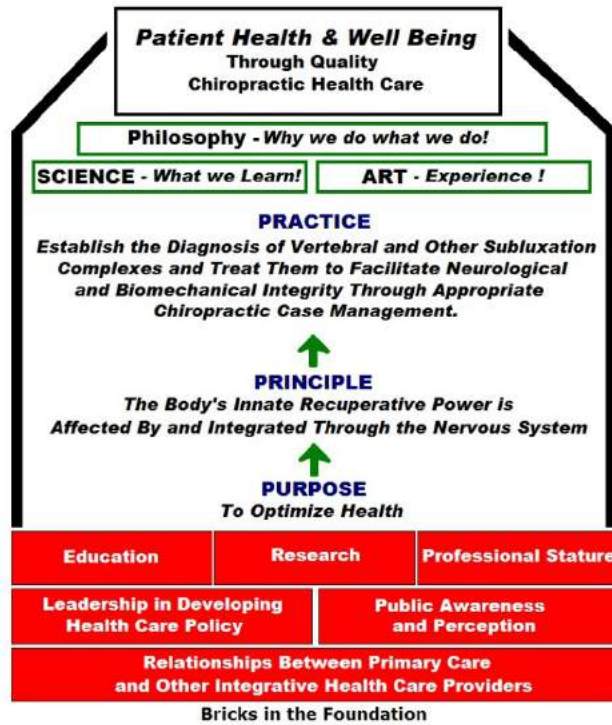 Patient Health & Well Being
Through Quality
Chiropractic Health Care
Philosophy - Why we do what we do!
SCIENCE - What we Learn!
ART - Experience !
PRACTICE
Establish the Diagnosis of Vertebral and Other Subluxation
Complexes and Treat Them to Facilitate Neurological
and Biomechanical Integrity Through Appropriate
Chiropractic Case Management.
PRINCIPLE
The Body's Innate Recuperative Power is
Affected By and Integrated Through the Nervous System
PURPOSE
To Optimize Health
Education
Research
Professional Stature
Leadership in Developing
Health Care Policy
Public Awareness
and Perception
Relationships Between Primary Care
and Other Integrative Health Care Providers
Bricks in the Foundation